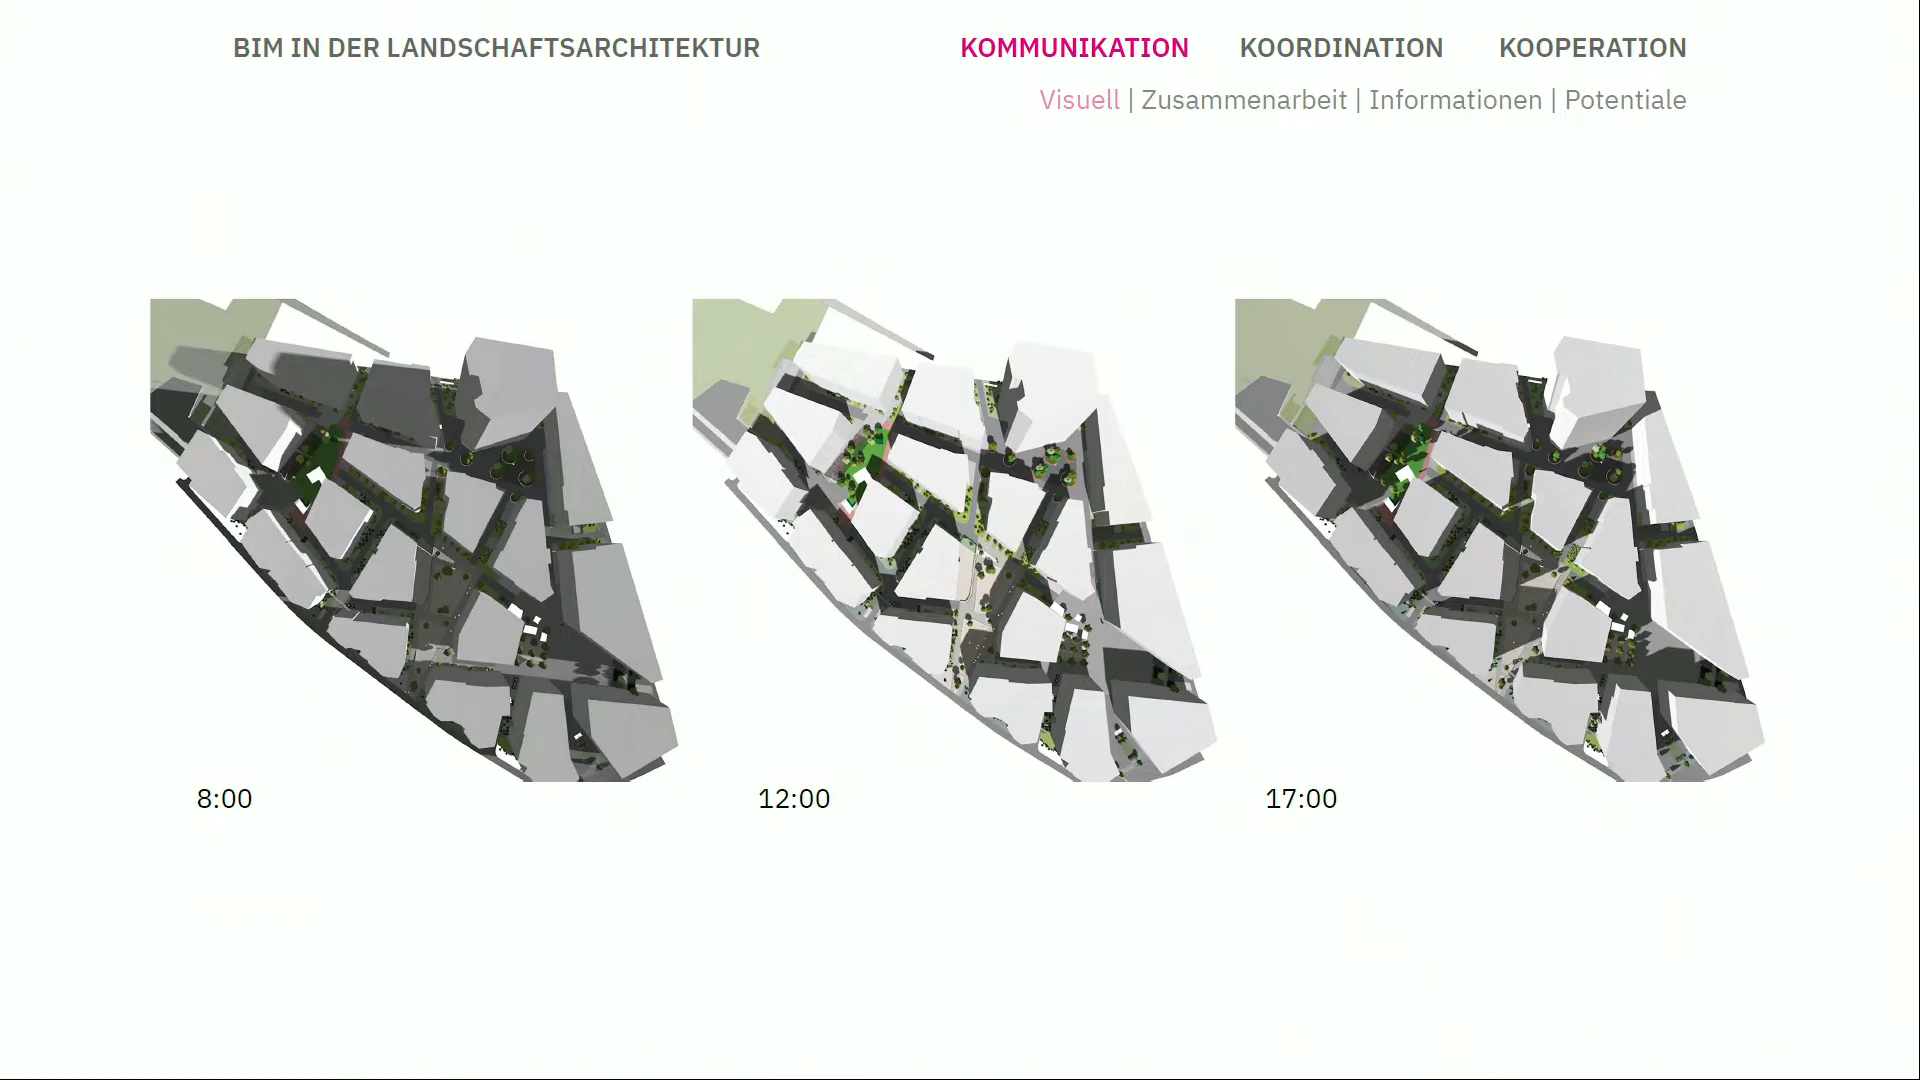 BIM IN DER LANDSCHAFTSARCHITEKTUR
KOMMUNIKATION KOORDINATION KOOPERATION
Visuell | Zusammenarbeit | Informationen | Potentiale
8:00
12:00
17:00